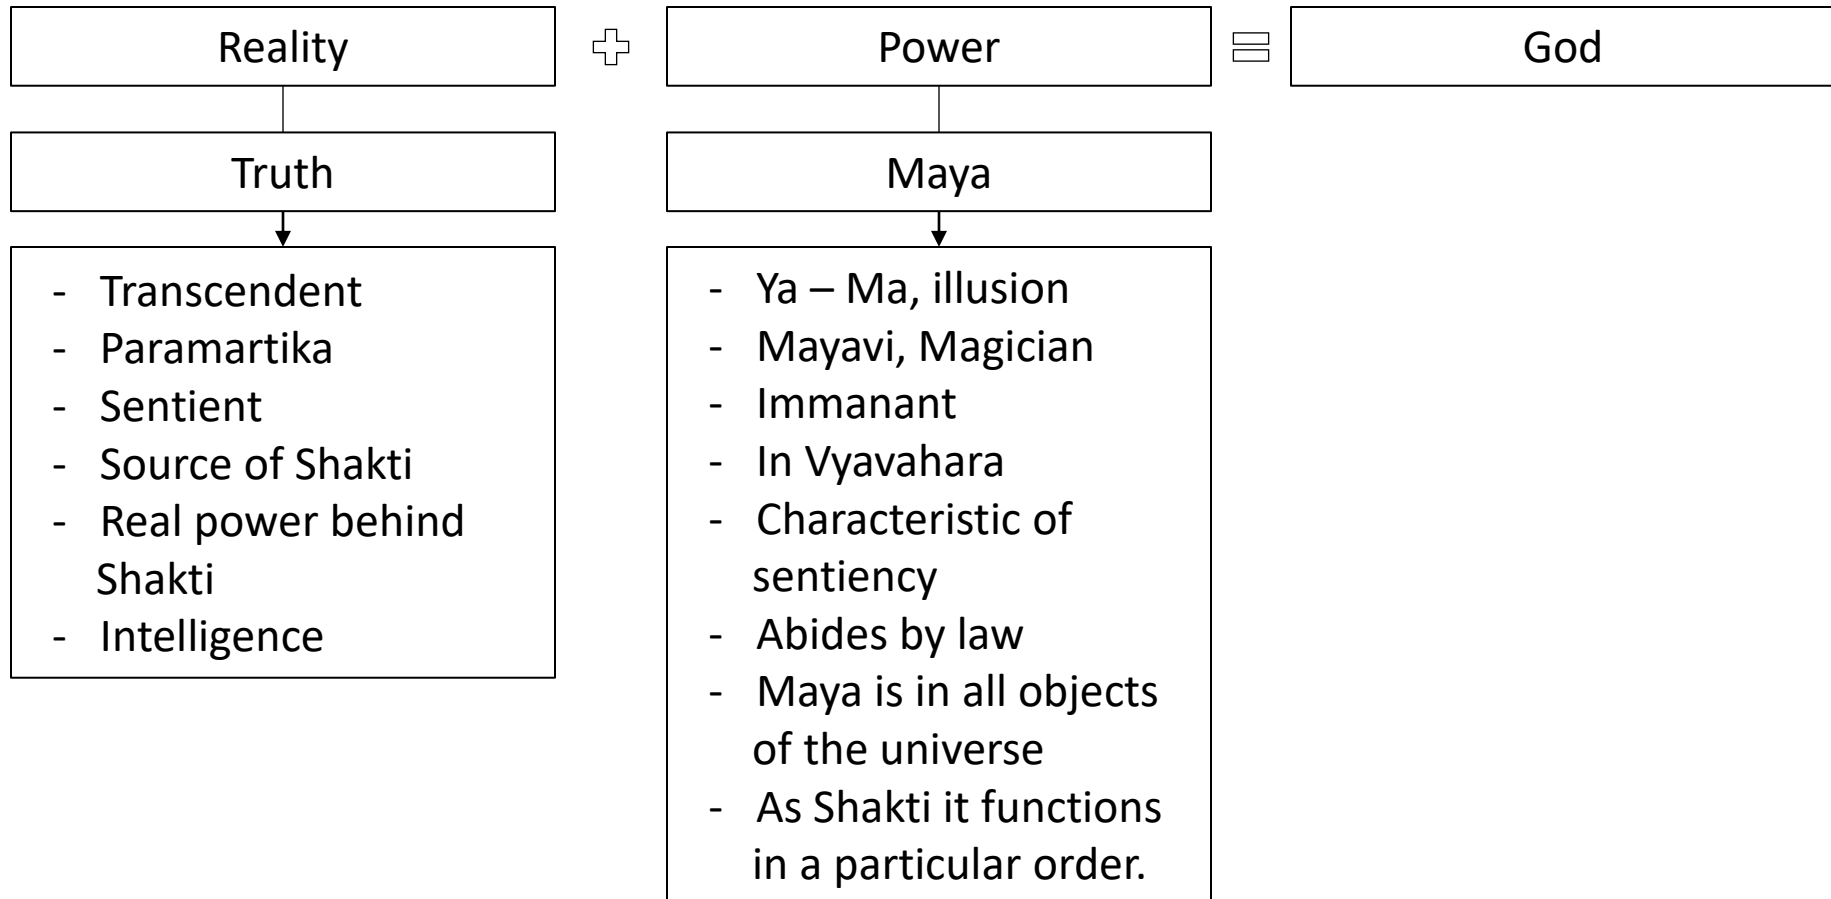 Reality
Power
God
Truth
Maya
- Transcendent
- Paramartika
- Sentient
- Source of Shakti
- Real power behind
Shakti
- Intelligence
- Ya – Ma, illusion
- Mayavi, Magician
- Immanant
- In Vyavahara
- Characteristic of
sentiency
- Abides by law
- Maya is in all objects
of the universe
- As Shakti it functions
in a particular order.